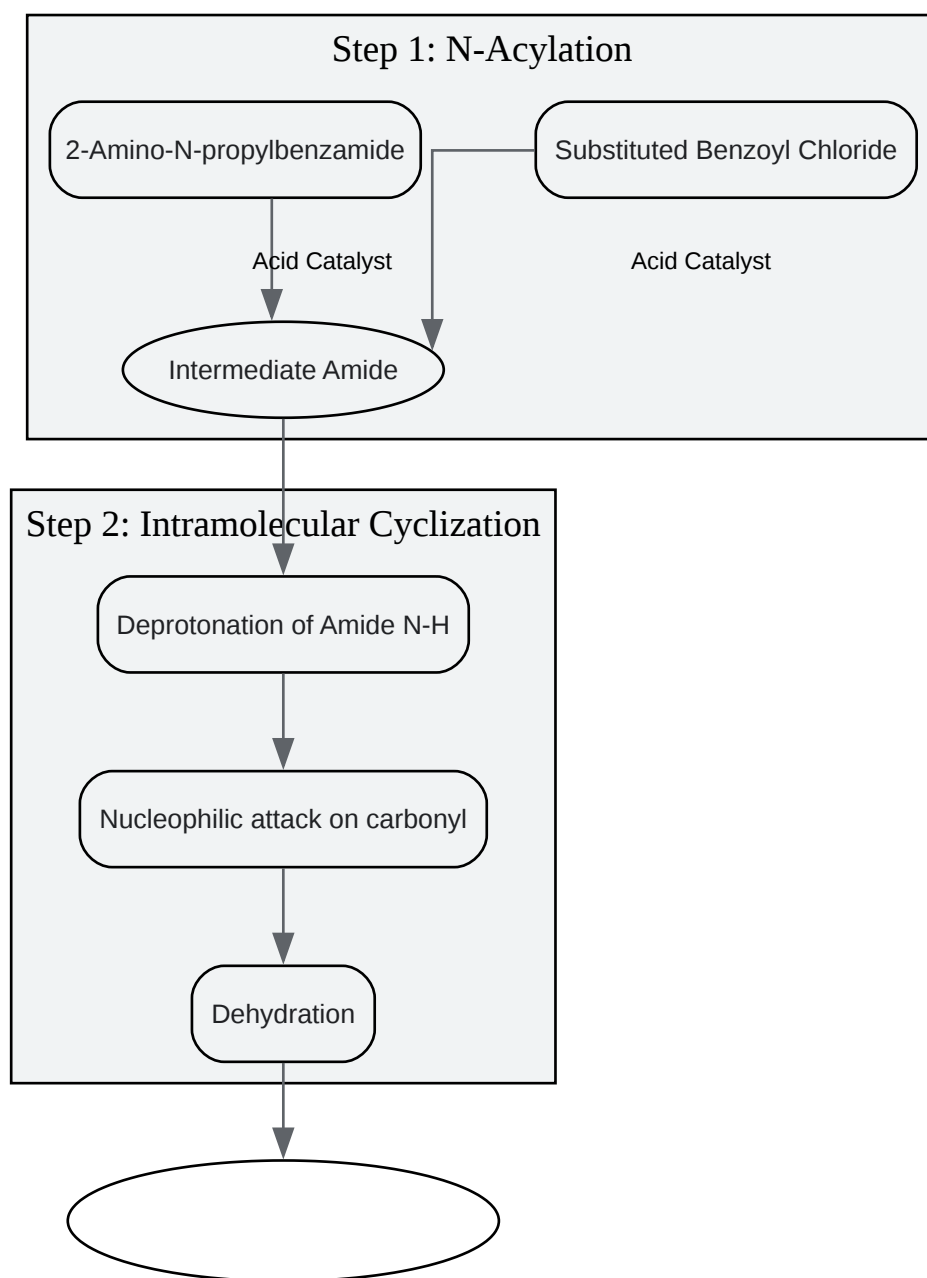 Step 1: N-Acylation
2-Amino-N-propylbenzamide
Substituted Benzoyl Chloride
Acid Catalyst
Acid Catalyst
Intermediate Amide
Step 2: Intramolecular Cyclization
Deprotonation of Amide N-H
Nucleophilic attack on carbonyl
Dehydration